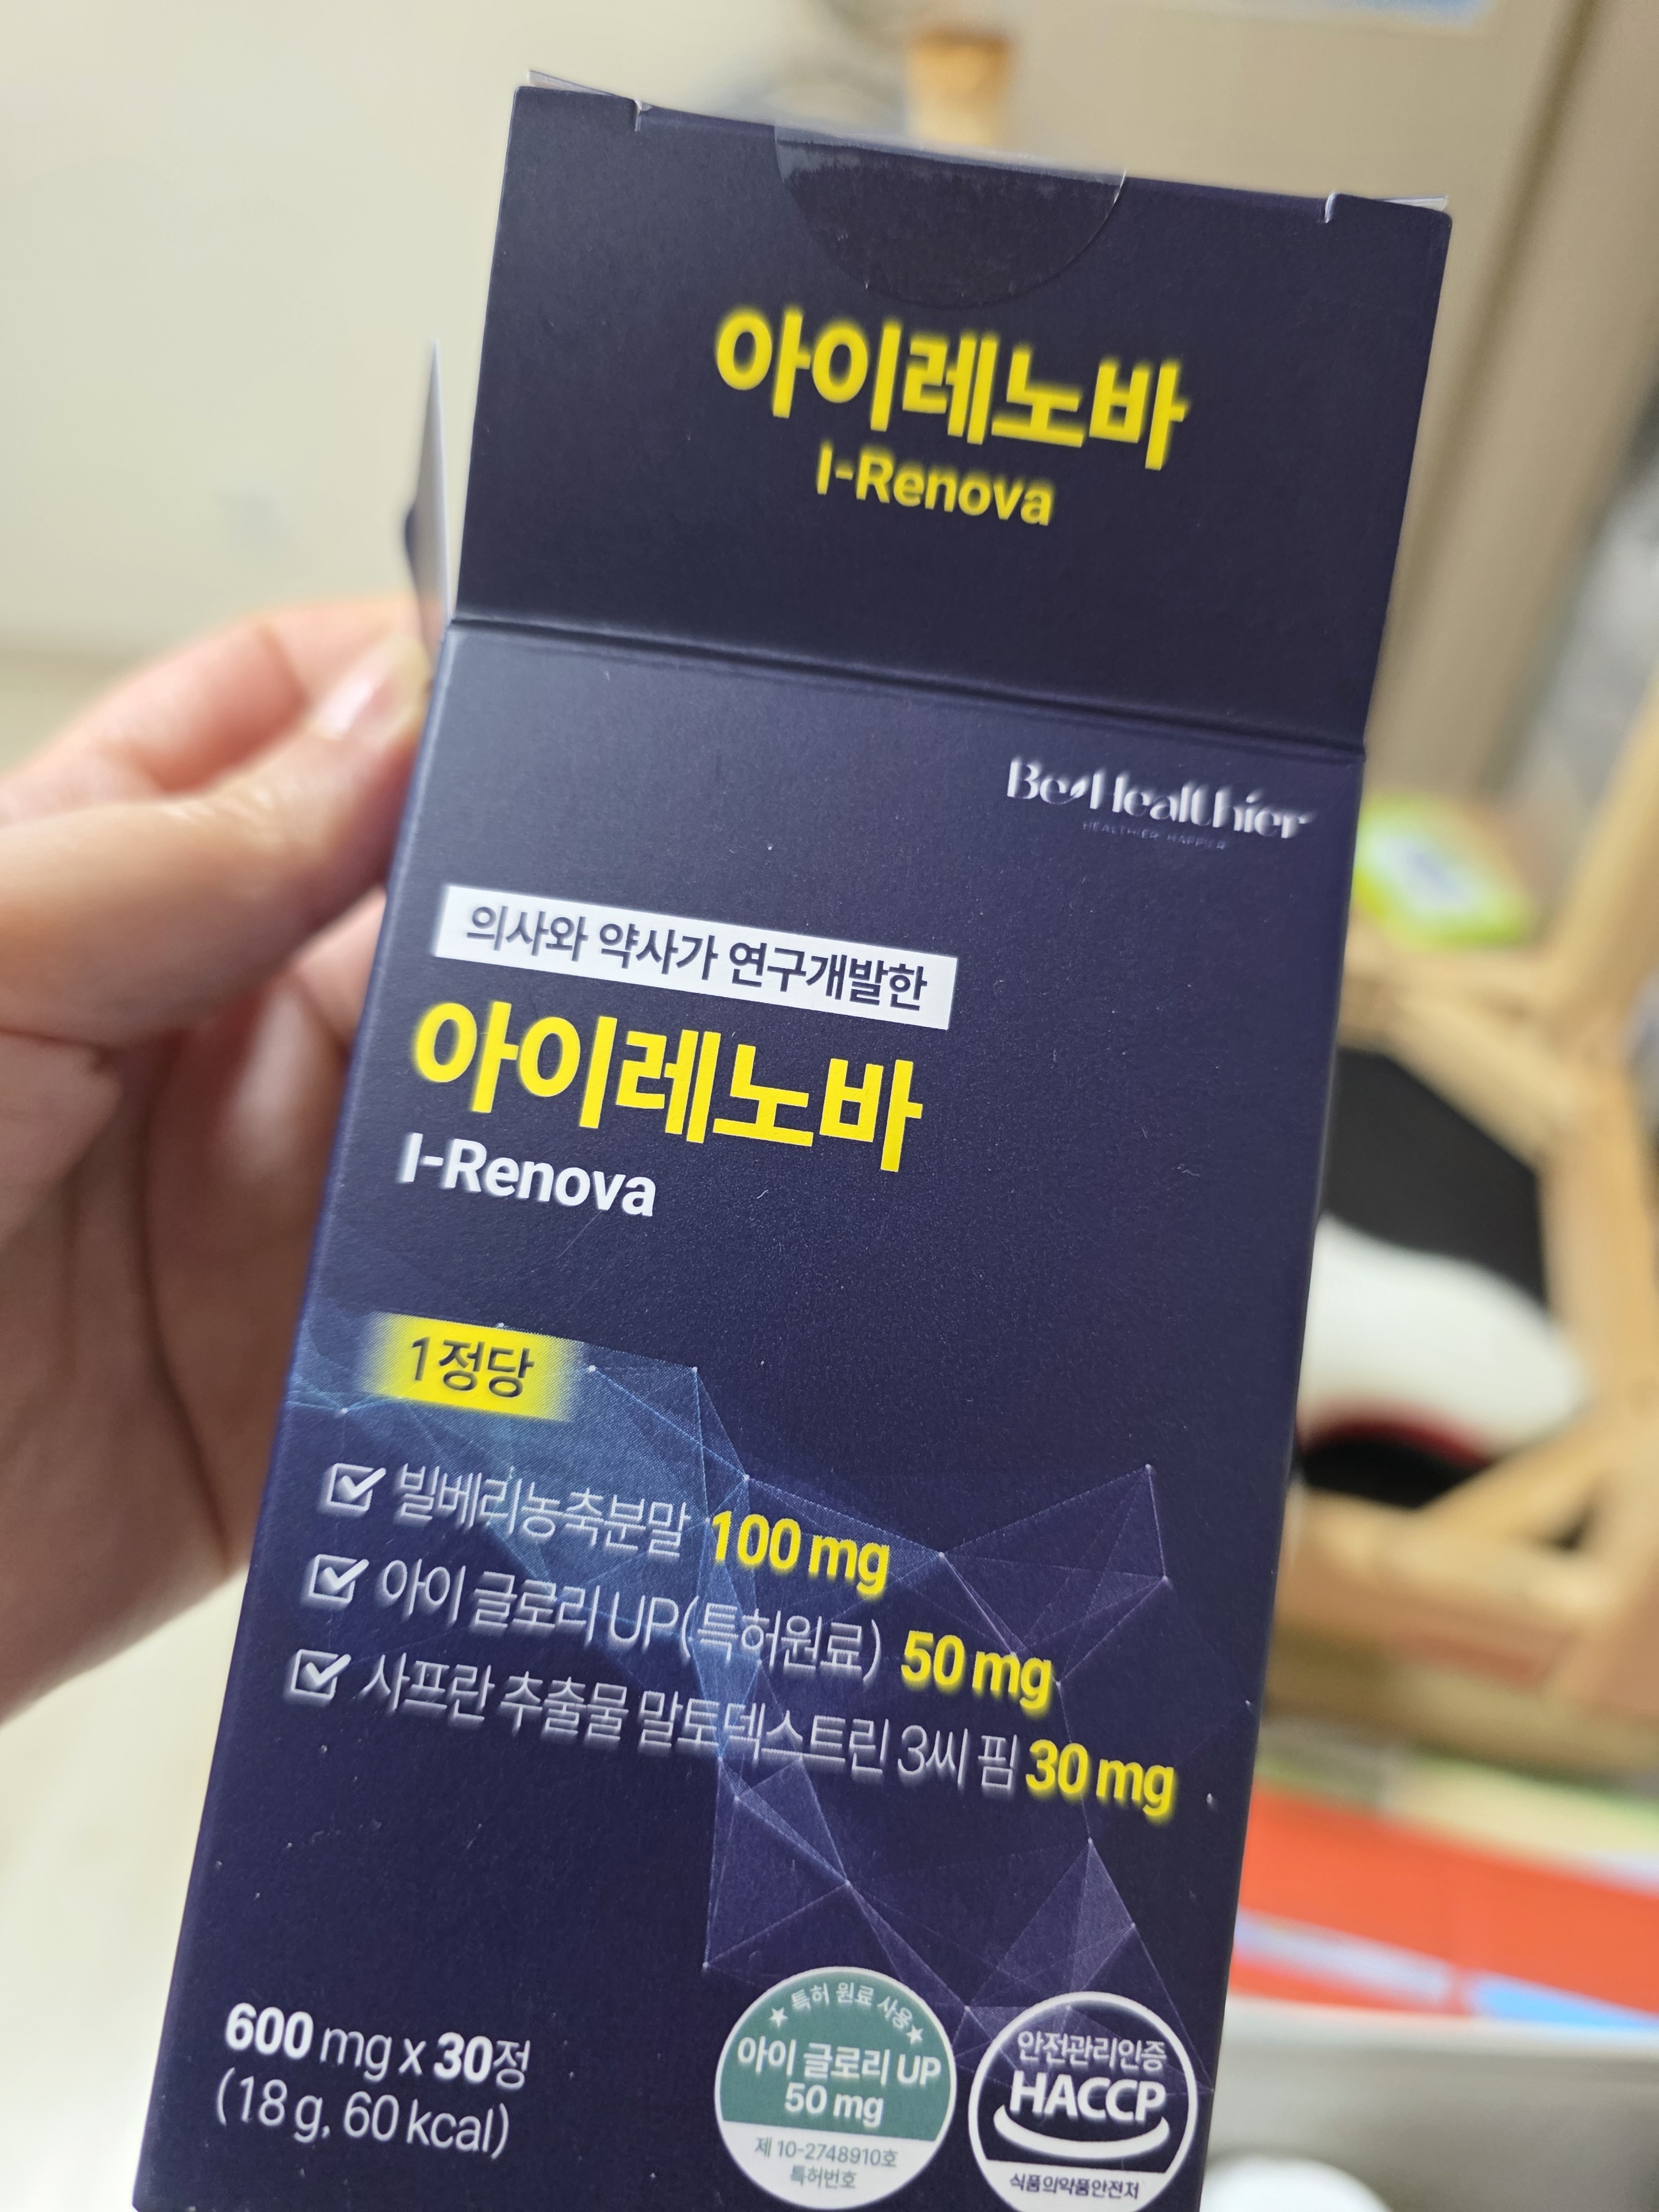 아이레노바
I-Renova
Be Healthier
HEALTHIER HAPPIER
의사와 약사가 연구개발한
아이레노바
I-Renova
1정당
빌베리농축분말 100 mg
아이 글로리 UP(특허원료) 50 mg
사프란 추출물 말토덱스트린 3씨 핌 30 mg
600 mg x 30정
(18 g, 60 kcal)
★ 특허 원료 사용 ★
아이 글로리 UP
50 mg
제 10-2748910호
특허번호
안전관리인증
HACCP
식품의약품안전처